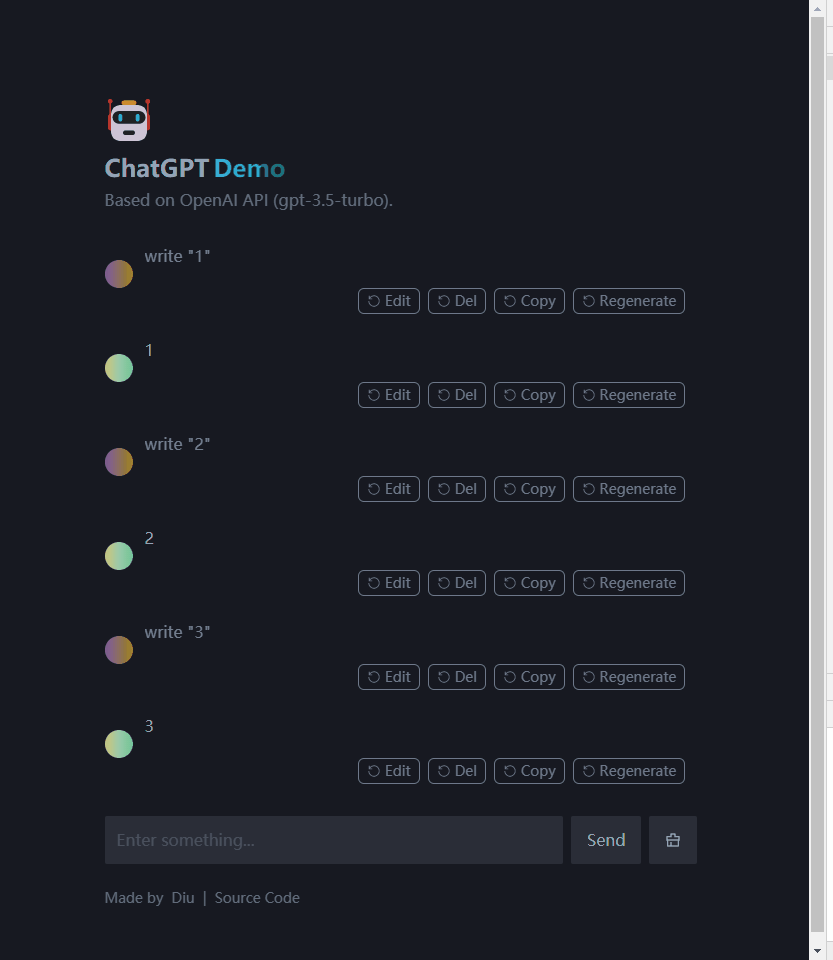 ChatGPT Demo
Based on OpenAI API (gpt-3.5-turbo).
write "1"
Edit Del Copy Regenerate
1
Edit Del Copy Regenerate
write "2"
Edit Del Copy Regenerate
2
Edit Del Copy Regenerate
write "3"
Edit Del Copy Regenerate
3
Edit Del Copy Regenerate
Enter something... Send
Made by Diu | Source Code